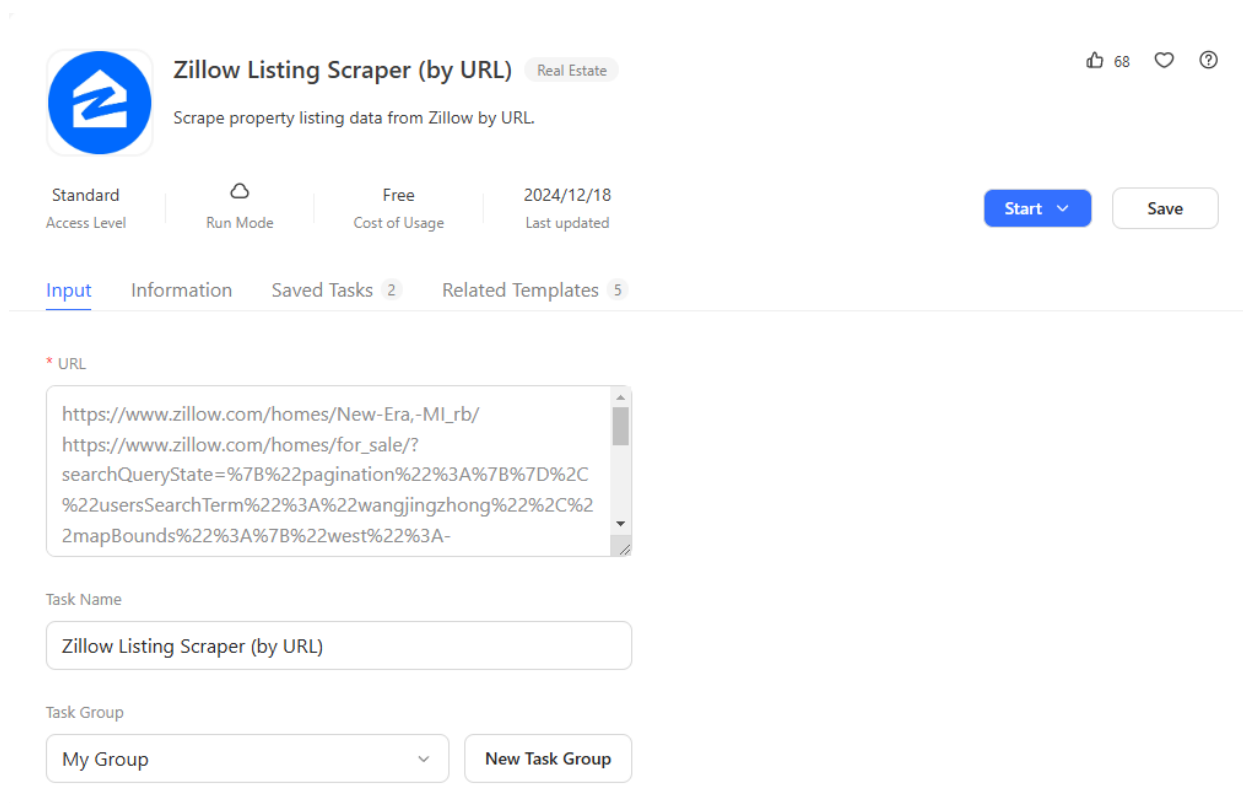 Zillow Listing Scraper (by URL) Real Estate
68
Scrape property listing data from Zillow by URL.
Standard Free 2024/12/18
Access Level Run Mode Cost of Usage Last updated
Start Save
Input Information Saved Tasks 2 Related Templates 5
* URL
https://www.zillow.com/homes/New-Era,-MI_rb/
https://www.zillow.com/homes/for_sale/?
searchQueryState=%7B%22pagination%22%3A%7B%7D%2C
%22usersSearchTerm%22%3A%22wangjingzhong%22%2C%2
2mapBounds%22%3A%7B%22west%22%3A-
Task Name
Zillow Listing Scraper (by URL)
Task Group
My Group New Task Group